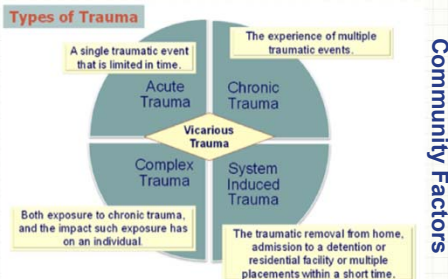 Types of Trauma
A single traumatic event
that is limited in time.
The experience of multiple
traumatic events.
Acute
Trauma
Chronic
Trauma
Vicarious
Trauma
Complex
Trauma
System
Induced
Trauma
Both exposure to chronic trauma,
and the impact such exposure has
on an individual.
The traumatic removal from home,
admission to a detention or
residential facility or multiple
placements within a short time.
Community Factors